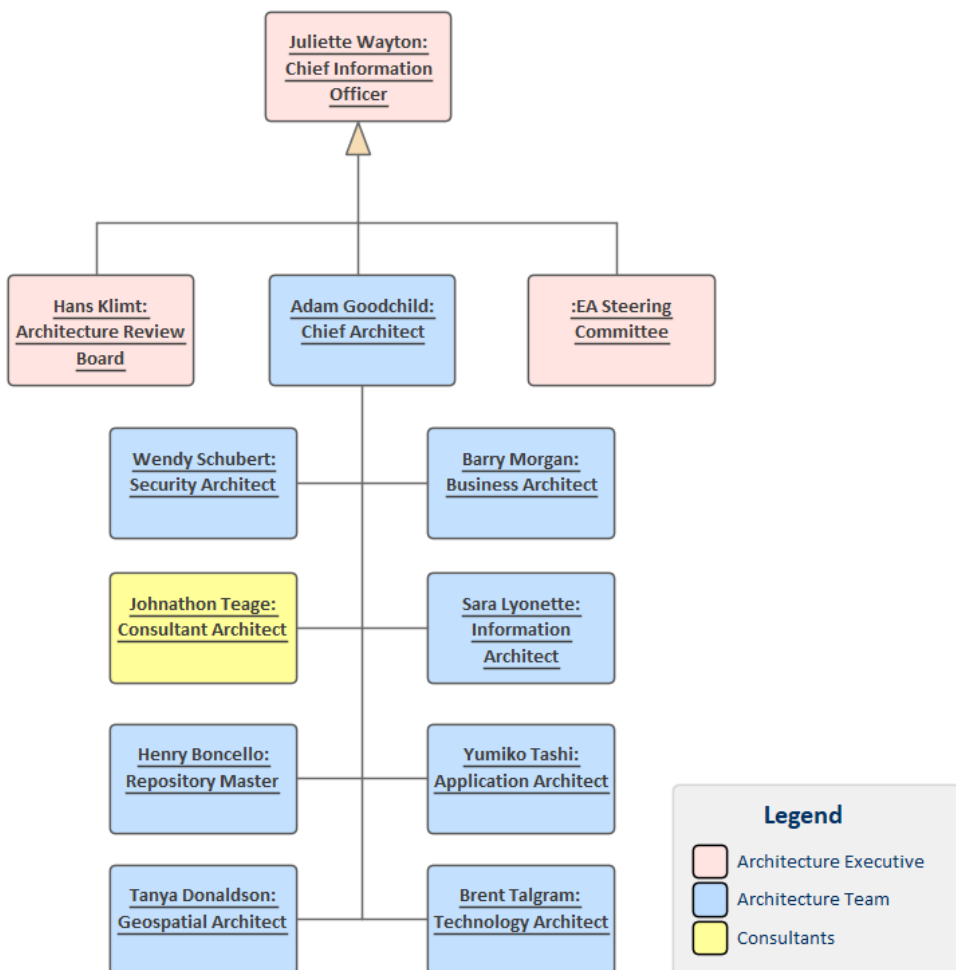 Juliette Wayton:
Chief Information
Officer
Hans Klimt:
Architecture Review
Board
Adam Goodchild:
Chief Architect
:EA Steering
Committee
Wendy Schubert:
Security Architect
Barry Morgan:
Business Architect
Johnathon Teage:
Consultant Architect
Sara Lyonette:
Information
Architect
Henry Boncello:
Repository Master
Yumiko Tashi:
Application Architect
Tanya Donaldson:
Geospatial Architect
Brent Talgram:
Technology Architect
Legend
Architecture Executive
Architecture Team
Consultants